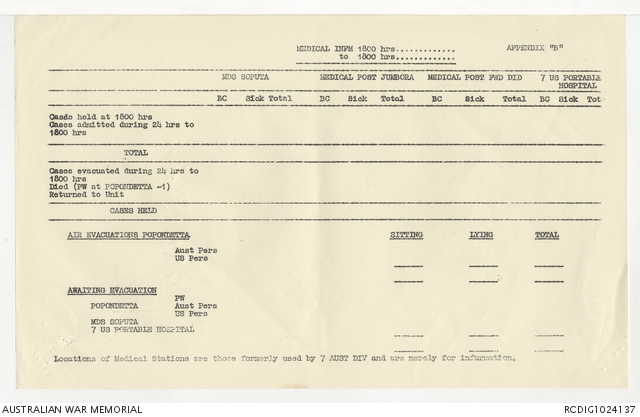 MEDICAL INFM 1800 hrs............ APPENDIX "B"
to 1800 hrs.............
MDS SOPUTA MEDICAL POST JUMBORA MEDICAL POST FWD DID 7 US PORTABLE
HOSPITAL
BC Sick Total BC Sick Total BC Sick Total BC Sick Tot
Cases held at 1800 hrs
Cases admitted during 24 hrs to
1800 hrs
TOTAL
Cases evacuated during 24 hrs to
1800 hrs
Died (PW at POPONDETTA -1)
Returned to Unit
CASES HELD
AIR EVACUATIONS POPONDETTA SITTING LYING TOTAL
Aust Pers
US Pers
AWAITING EVACUATION
PW
POPONDETTA Aust Pers
US Pers
MDS SOPUTA
7 US PORTABLE HOSPITAL
Locations of Medical Stations are those formerly used by 7 AUST DIV and are merely for information.
AUSTRALIAN WAR MEMORIAL RCDIG1024137